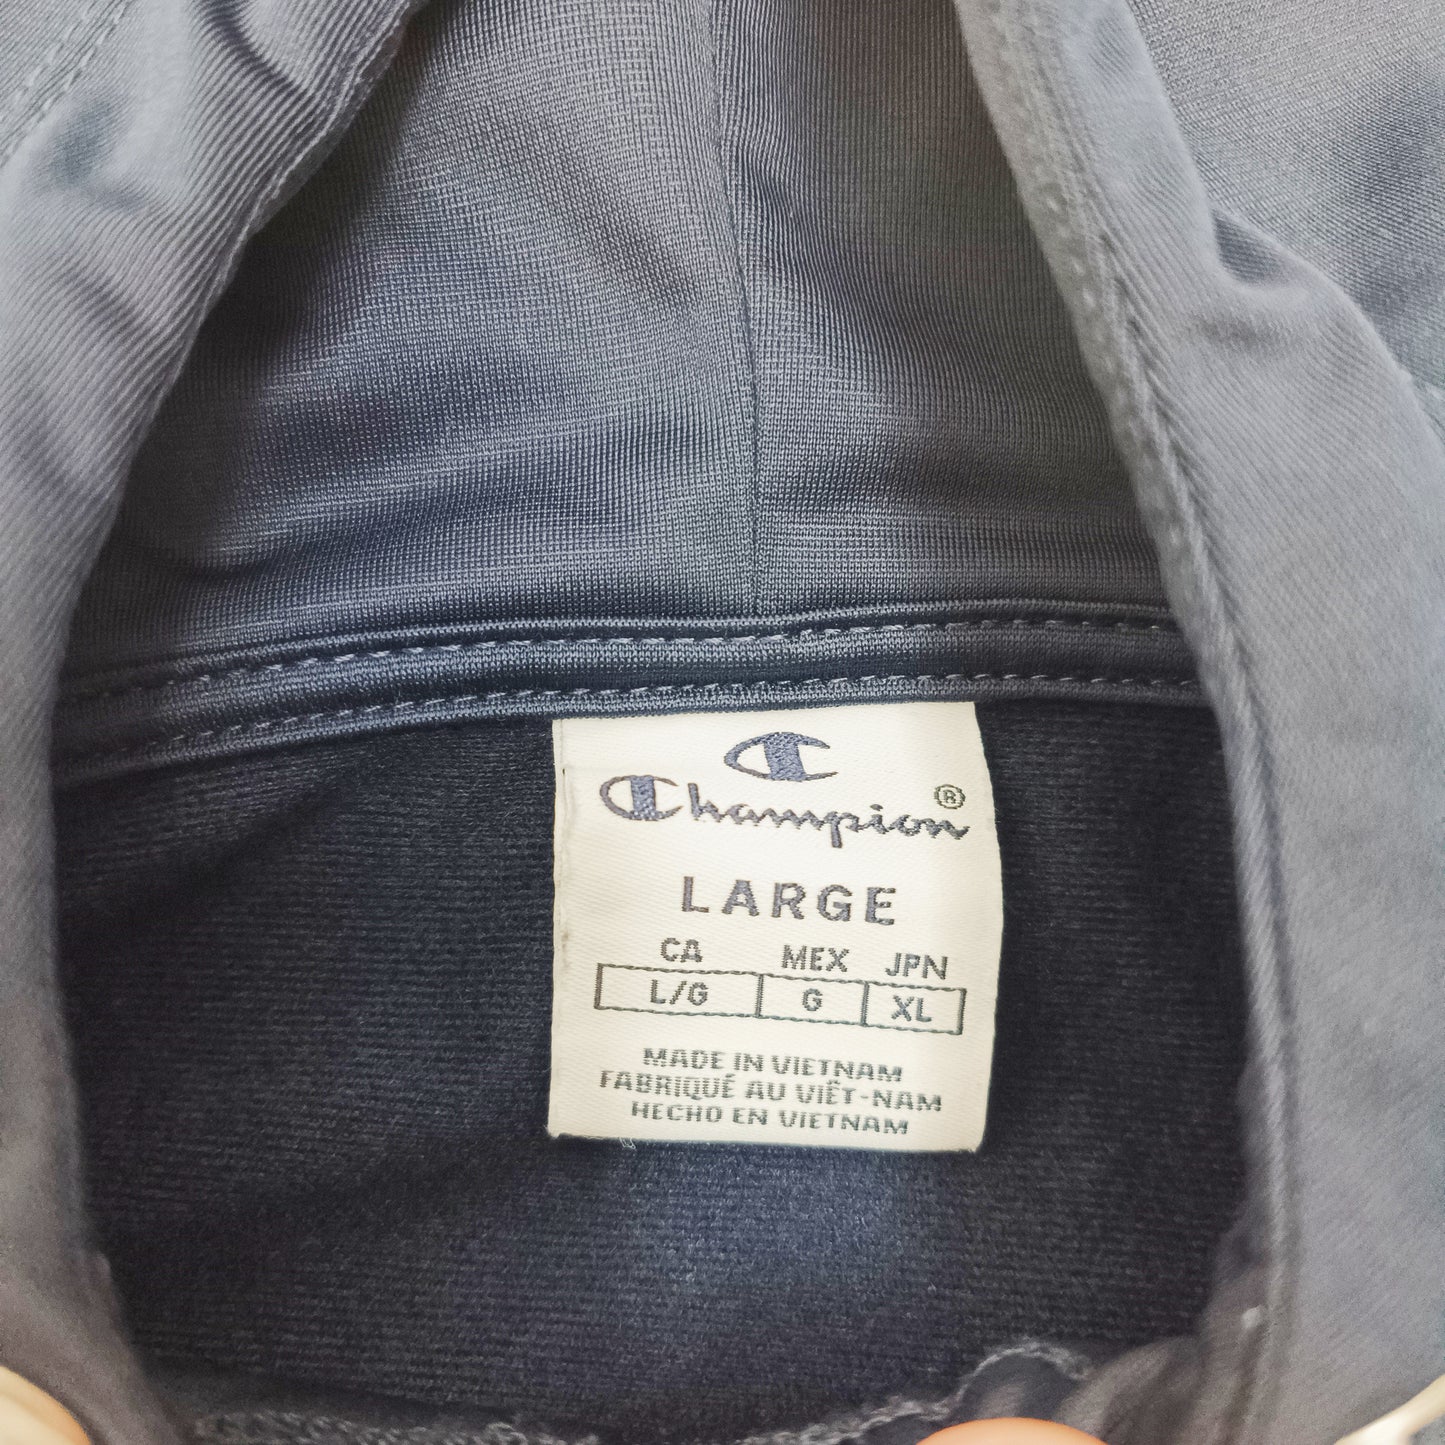 Champion®
LARGE
CA MEX JPN
L/G G XL
MADE IN VIETNAM
FABRIQUÉ AU VIÊT-NAM
HECHO EN VIETNAM